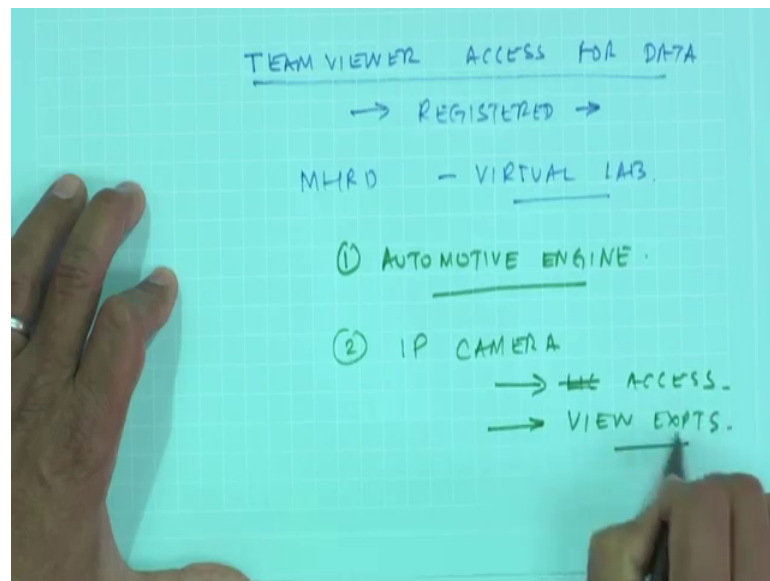 TEAM VIEWER ACCESS FOR DATA
→ REGISTERED →
MHRD - VIRTUAL LAB.
① AUTOMOTIVE ENGINE.
② IP CAMERA
→ ACCESS.
→ VIEW EXPTS.